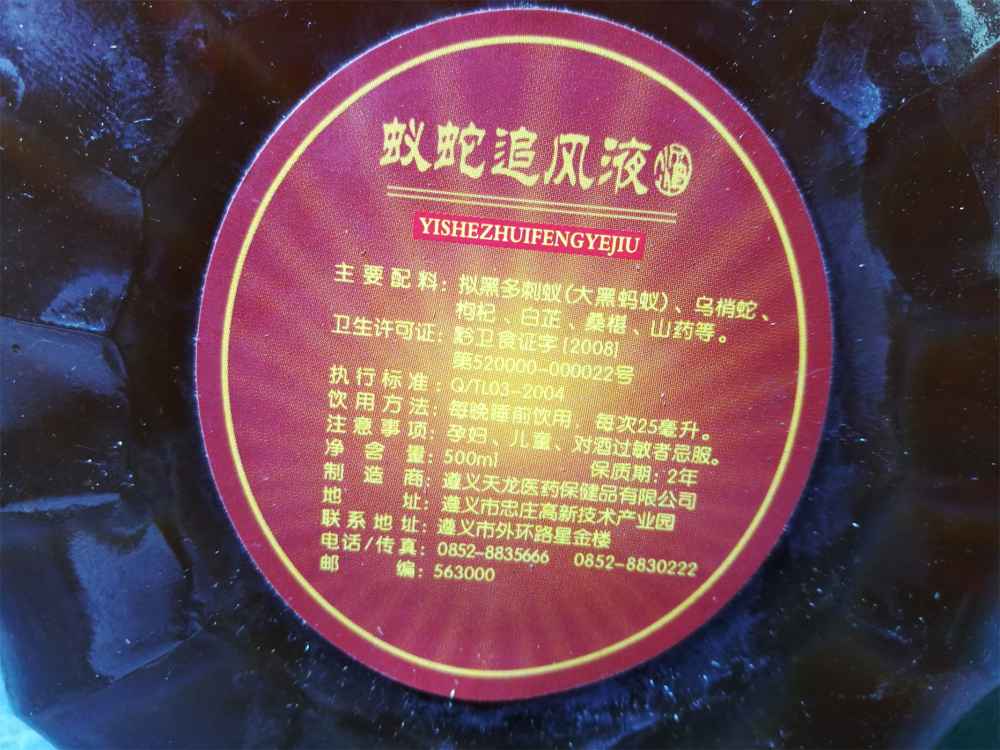 蚁蛇追风液酒
YISHEZHUIFENGYEJIU
主要配料：拟黑多刺蚁(大黑蚂蚁)、乌梢蛇、
枸杞、白芷、桑椹、山药等。
卫生许可证：黔卫食证字[2008]
第520000-000022号
执行标准：Q/TL03-2004
饮用方法：每晚睡前饮用，每次25毫升。
注意事项：孕妇、儿童、对酒过敏者忌服。
净含量：500ml 保质期：2年
制造商：遵义天龙医药保健品有限公司
地址：遵义市忠庄高新技术产业园
联系地址：遵义市外环路星金楼
电话/传真：0852-8835666 0852-8830222
邮编：563000